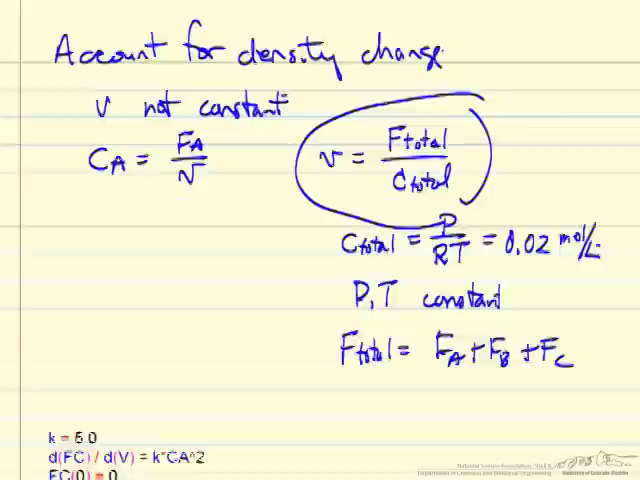 Account for density change
v not constant
CA = FA / v
v = Ftotal / Ctotal
Ctotal = P / RT = 0.02 mol/L
P,T constant
Ftotal = FA + FB + FC
k = 5.0
d(FC) / d(V) = k*CA^2
FC(0) = 0